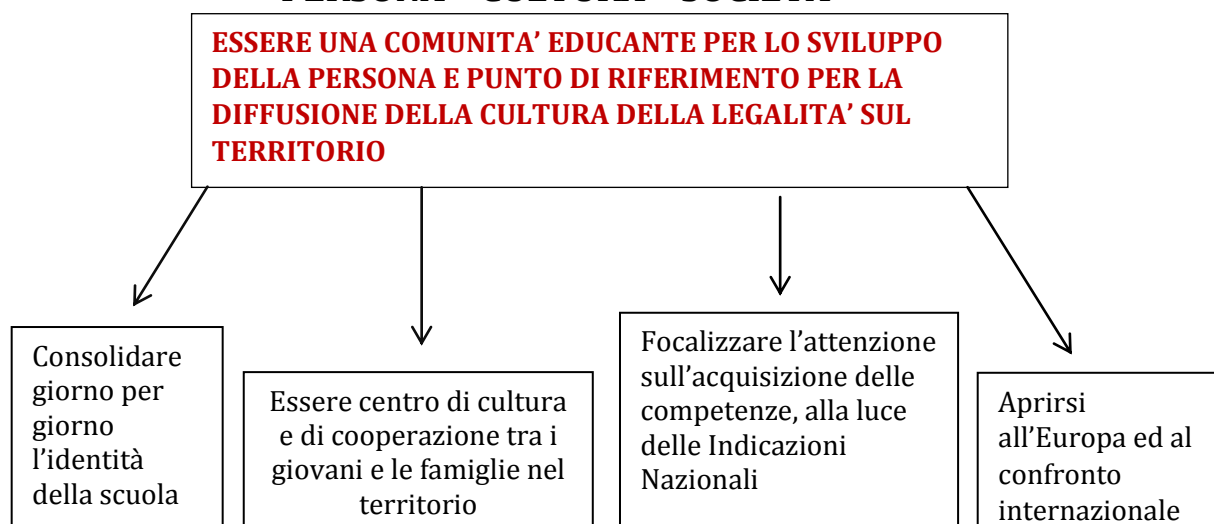 PERSONA – CULTURA - SOCIETA’
ESSERE UNA COMUNITA’ EDUCANTE PER LO SVILUPPO
DELLA PERSONA E PUNTO DI RIFERIMENTO PER LA
DIFFUSIONE DELLA CULTURA DELLA LEGALITA’ SUL
TERRITORIO
Consolidare
giorno per
giorno
l’identità
della scuola
Essere centro di cultura
e di cooperazione tra i
giovani e le famiglie nel
territorio
Focalizzare l’attenzione
sull’acquisizione delle
competenze, alla luce
delle Indicazioni
Nazionali
Aprirsi
all’Europa ed al
confronto
internazionale